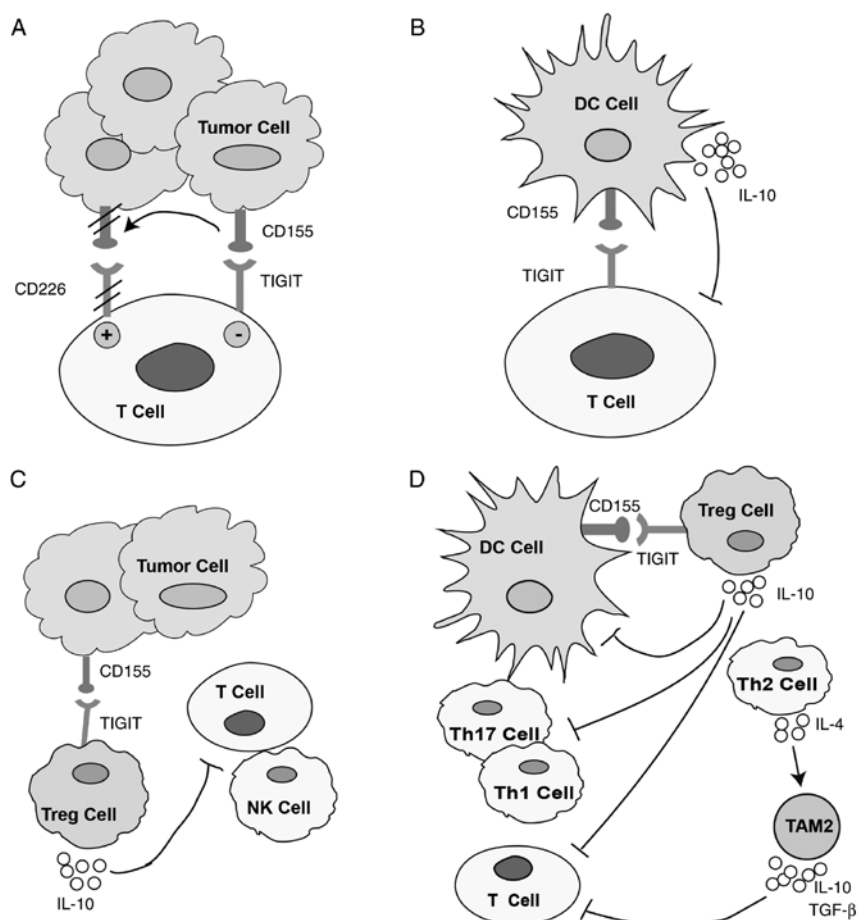 A
Tumor Cell
CD155
CD226
TIGIT
+
-
T Cell
B
DC Cell
IL-10
CD155
TIGIT
T Cell
C
Tumor Cell
CD155
T Cell
TIGIT
Treg Cell
NK Cell
IL-10
D
CD155
Treg Cell
DC Cell
TIGIT
IL-10
Th2 Cell
Th17 Cell
IL-4
Th1 Cell
TAM2
T Cell
IL-10
TGF-β